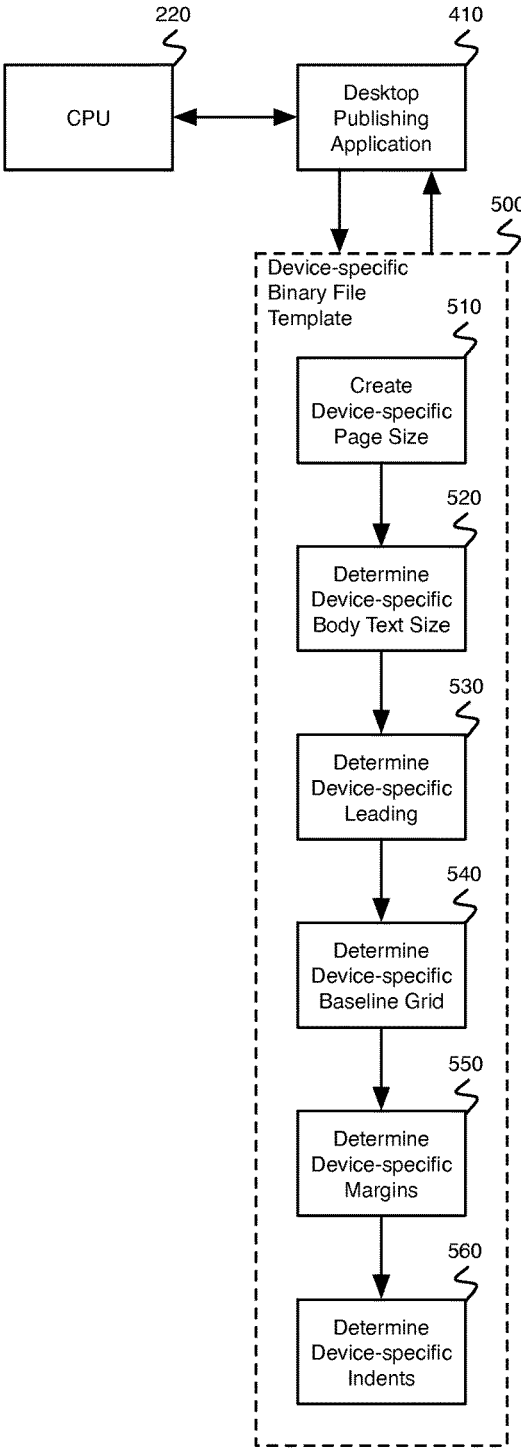 220
410
CPU
Desktop
Publishing
Application
500
Device-specific
Binary File
Template
510
Create
Device-specific
Page Size
520
Determine
Device-specific
Body Text Size
530
Determine
Device-specific
Leading
540
Determine
Device-specific
Baseline Grid
550
Determine
Device-specific
Margins
560
Determine
Device-specific
Indents